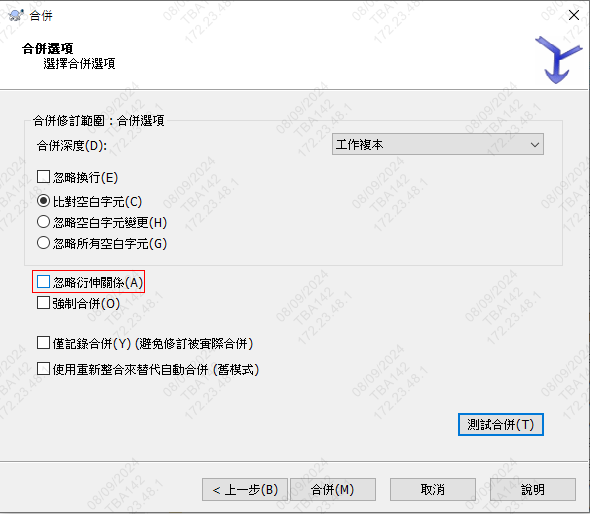 合併
合併選項
選擇合併選項
合併修訂範圍：合併選項
合併深度(D):
工作複本
忽略換行(E)
比對空白字元(C)
忽略空白字元變更(H)
忽略所有空白字元(G)
忽略衍伸關係(A)
強制合併(O)
僅記錄合併(Y) (避免修訂被實際合併)
使用重新整合來替代自動合併 (舊模式)
測試合併(T)
< 上一步(B)
合併(M)
取消
說明
08/09/2024
TBA142
172.23.48.1